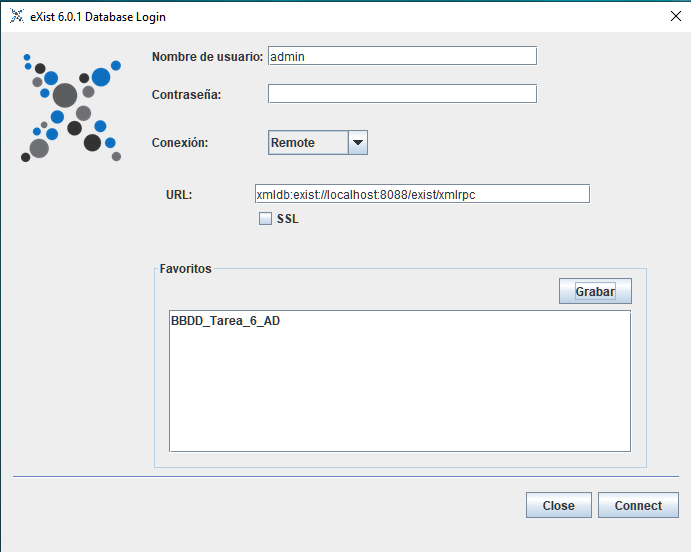 eXist 6.0.1 Database Login
Nombre de usuario: admin
Contraseña:
Conexión: Remote
URL: xmldb:exist://localhost:8088/exist/xmlrpc
SSL
Favoritos
Grabar
BBDD_Tarea_6_AD
Close Connect